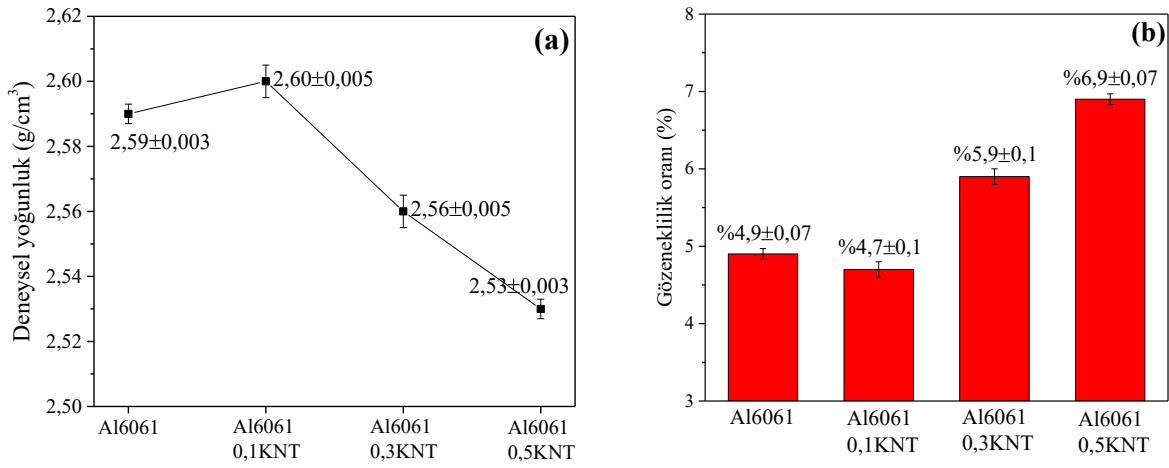 (a)
Deneysel yoğunluk (g/cm³)
2,62
2,60
2,58
2,56
2,54
2,52
2,50
2,59±0,003
2,60±0,005
2,56±0,005
2,53±0,003
Al6061
Al6061
0,1KNT
Al6061
0,3KNT
Al6061
0,5KNT
(b)
Gözeneklilik oranı (%)
8
7
6
5
4
3
%4,9±0,07
%4,7±0,1
%5,9±0,1
%6,9±0,07
Al6061
Al6061
0,1KNT
Al6061
0,3KNT
Al6061
0,5KNT